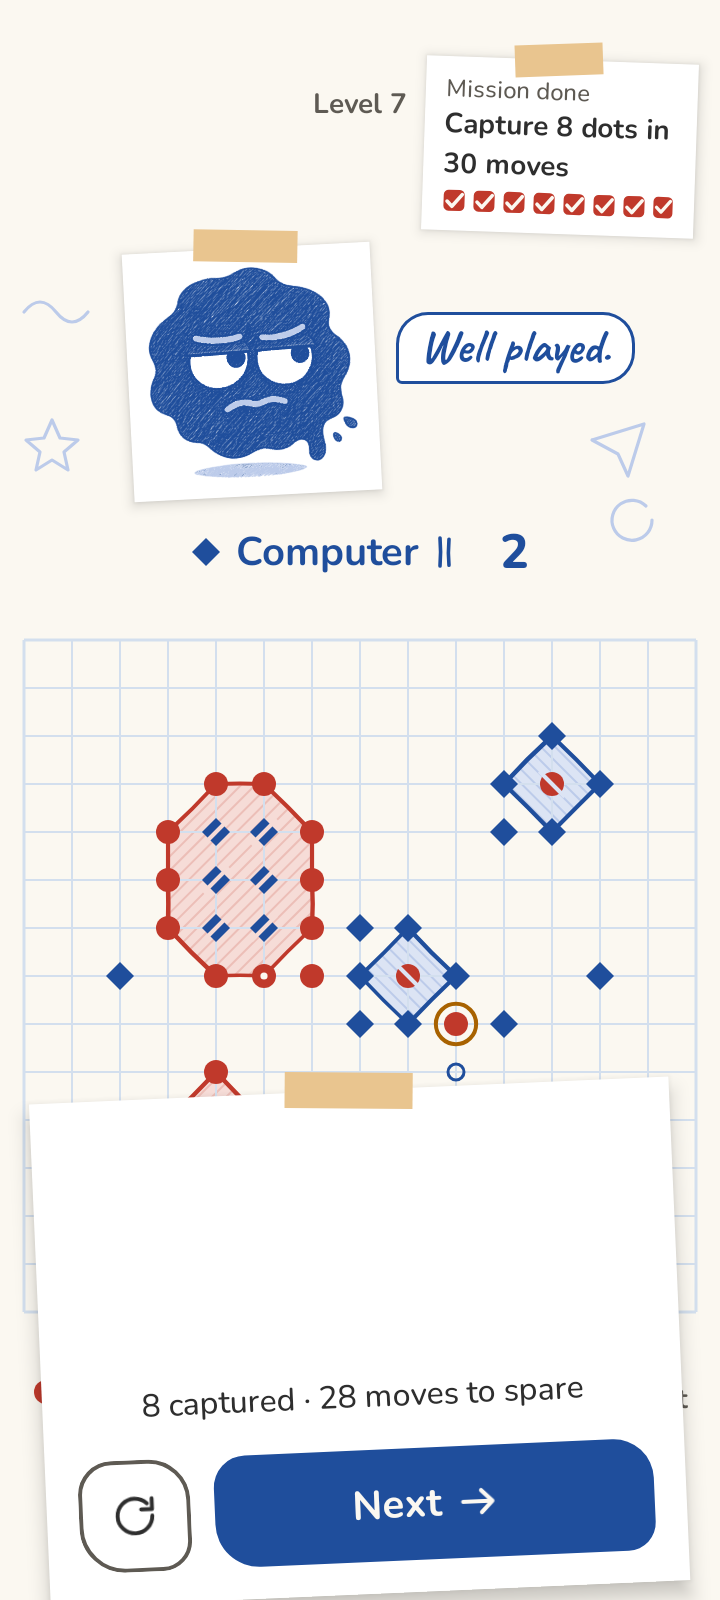 Level 7
Mission done
Capture 8 dots in
30 moves
Well played.
Computer 2
8 captured · 28 moves to spare
Next